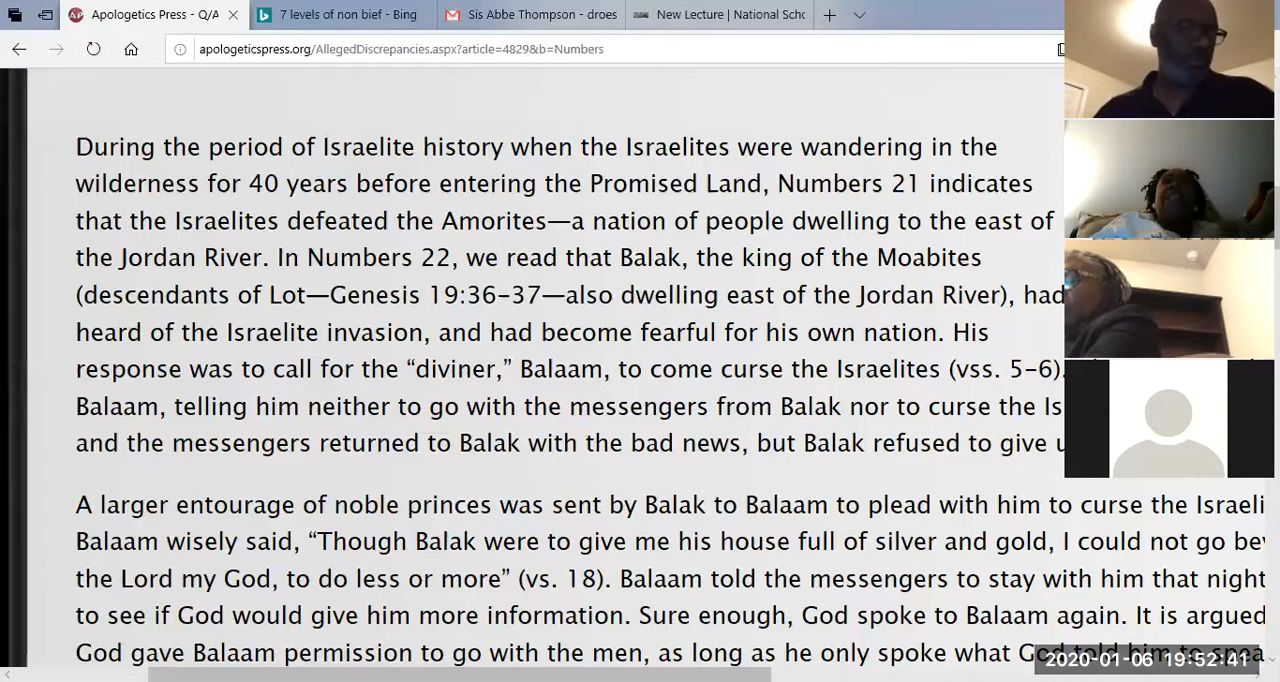 Apologetics Press - Q/A
7 levels of non bief - Bing
Sis Abbe Thompson - droes
New Lecture | National Scho
apologeticspress.org/AllegedDiscrepancies.aspx?article=4829&b=Numbers
During the period of Israelite history when the Israelites were wandering in the
wilderness for 40 years before entering the Promised Land, Numbers 21 indicates
that the Israelites defeated the Amorites—a nation of people dwelling to the east of
the Jordan River. In Numbers 22, we read that Balak, the king of the Moabites
(descendants of Lot—Genesis 19:36–37—also dwelling east of the Jordan River), had
heard of the Israelite invasion, and had become fearful for his own nation. His
response was to call for the “diviner,” Balaam, to come curse the Israelites (vss. 5–6).
Balaam, telling him neither to go with the messengers from Balak nor to curse the Is
and the messengers returned to Balak with the bad news, but Balak refused to give u
A larger entourage of noble princes was sent by Balak to Balaam to plead with him to curse the Israeli
Balaam wisely said, “Though Balak were to give me his house full of silver and gold, I could not go bey
the Lord my God, to do less or more” (vs. 18). Balaam told the messengers to stay with him that night
to see if God would give him more information. Sure enough, God spoke to Balaam again. It is argued
God gave Balaam permission to go with the men, as long as he only spoke what God told him to spea
2020-01-06 19:52:41